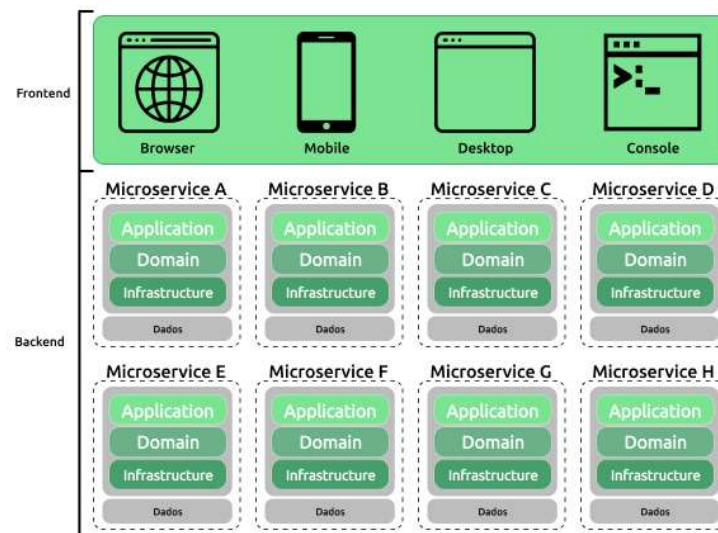 Frontend
Browser
Mobile
Desktop
>:_
Console
Backend
Microservice A
Application
Domain
Infrastructure
Dados
Microservice B
Application
Domain
Infrastructure
Dados
Microservice C
Application
Domain
Infrastructure
Dados
Microservice D
Application
Domain
Infrastructure
Dados
Microservice E
Application
Domain
Infrastructure
Dados
Microservice F
Application
Domain
Infrastructure
Dados
Microservice G
Application
Domain
Infrastructure
Dados
Microservice H
Application
Domain
Infrastructure
Dados